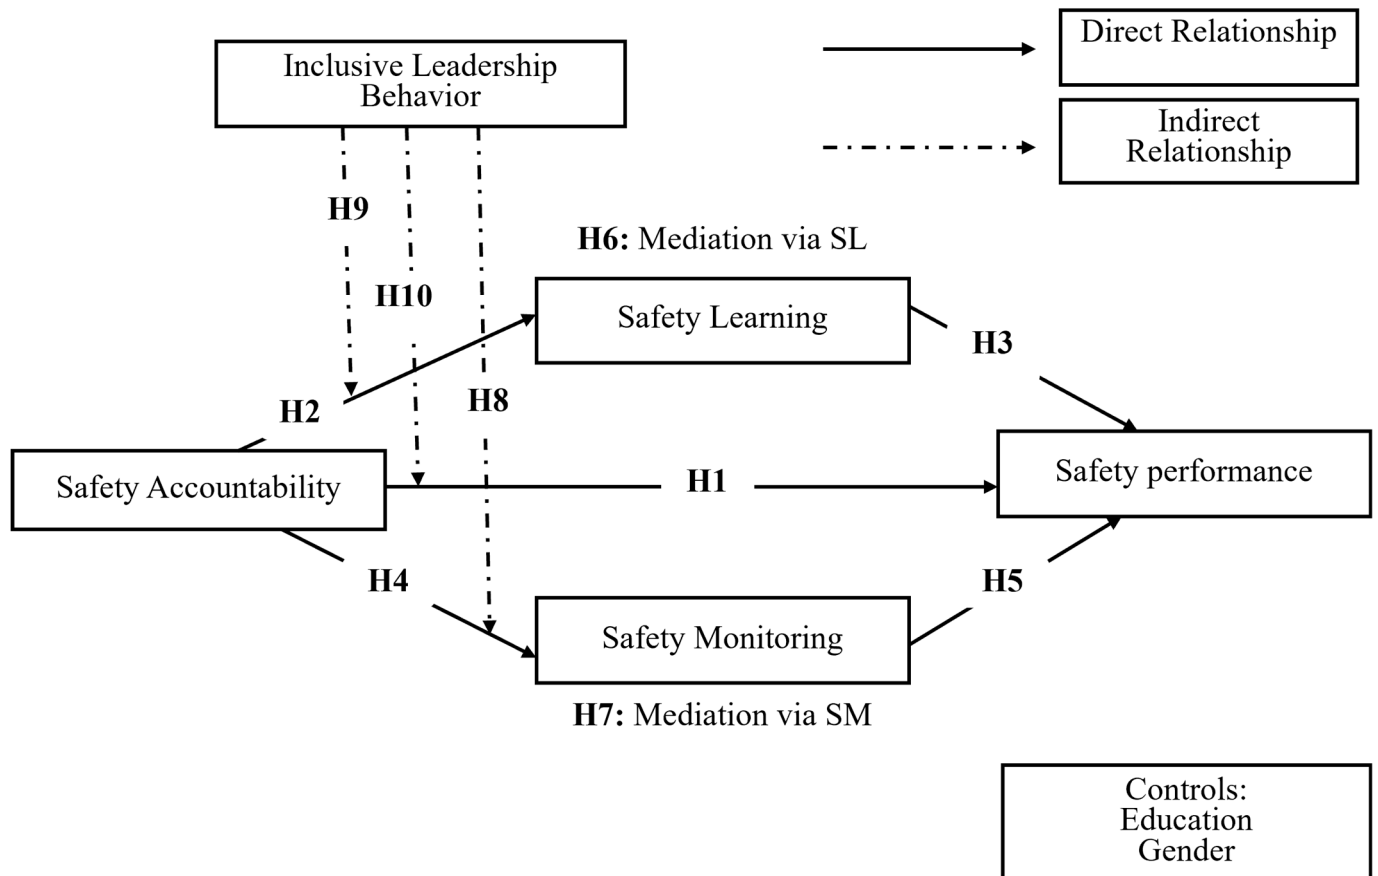 Direct Relationship
Inclusive Leadership
Behavior
Indirect
Relationship
H9
H6: Mediation via SL
H10
Safety Learning
H3
H8
H2
Safety Accountability
H1
Safety performance
H4
H5
Safety Monitoring
H7: Mediation via SM
Controls:
Education
Gender